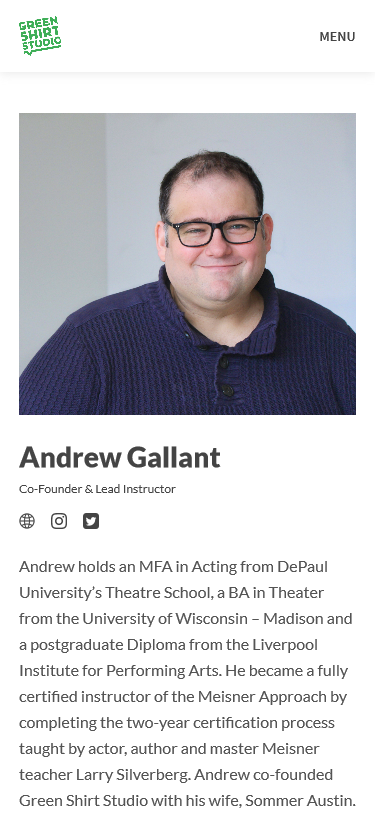 GREEN
SHIRT
STUDIO
MENU
Andrew Gallant
Co-Founder & Lead Instructor
Andrew holds an MFA in Acting from DePaul
University’s Theatre School, a BA in Theater
from the University of Wisconsin – Madison and
a postgraduate Diploma from the Liverpool
Institute for Performing Arts. He became a fully
certified instructor of the Meisner Approach by
completing the two-year certification process
taught by actor, author and master Meisner
teacher Larry Silverberg. Andrew co-founded
Green Shirt Studio with his wife, Sommer Austin.